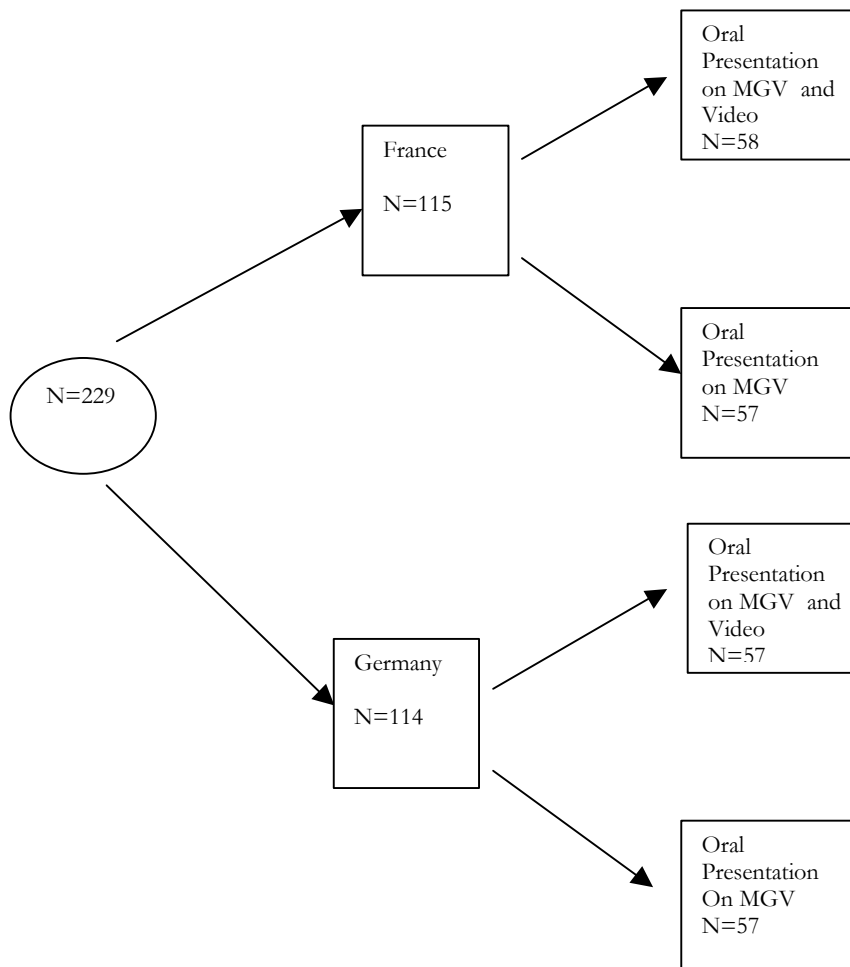 Oral
Presentation
on MGV and
Video
N=58
France
N=115
Oral
Presentation
on MGV
N=57
N=229
Oral
Presentation
on MGV and
Video
N=57
Germany
N=114
Oral
Presentation
On MGV
N=57